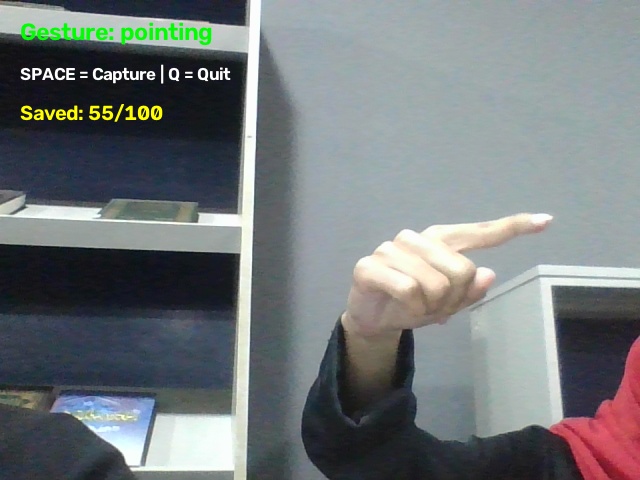 Gesture: pointing
SPACE = Capture | Q = Quit
Saved: 55/100